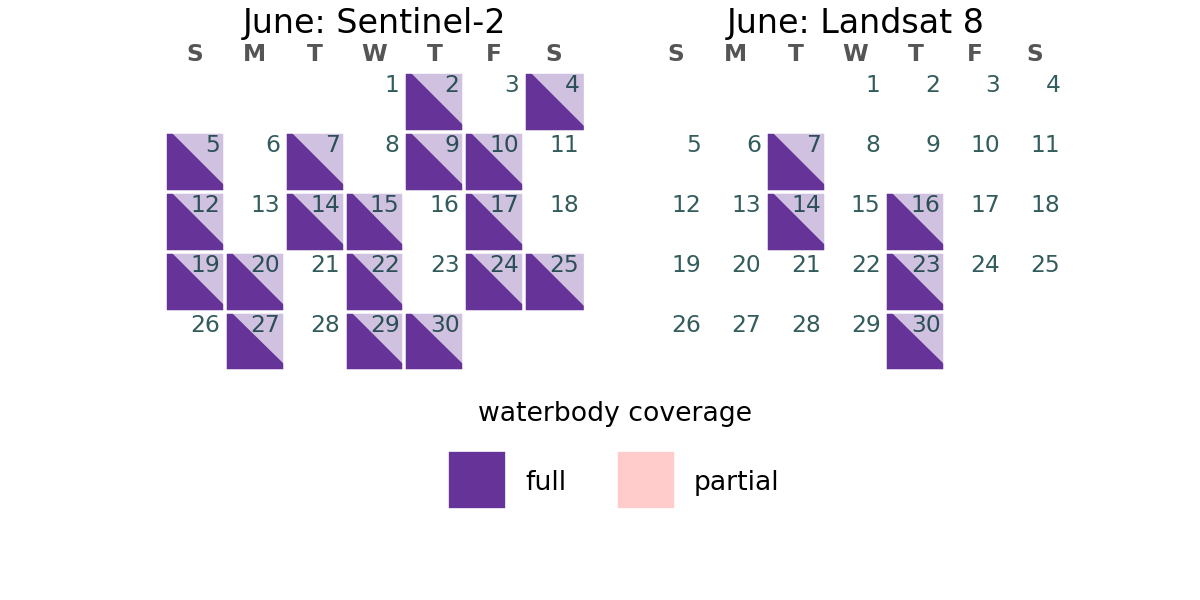 June: Sentinel-2
S M T W T F S
1 2 3 4
5 6 7 8 9 10 11
12 13 14 15 16 17 18
19 20 21 22 23 24 25
26 27 28 29 30
June: Landsat 8
S M T W T F S
1 2 3 4
5 6 7 8 9 10 11
12 13 14 15 16 17 18
19 20 21 22 23 24 25
26 27 28 29 30
waterbody coverage
full partial